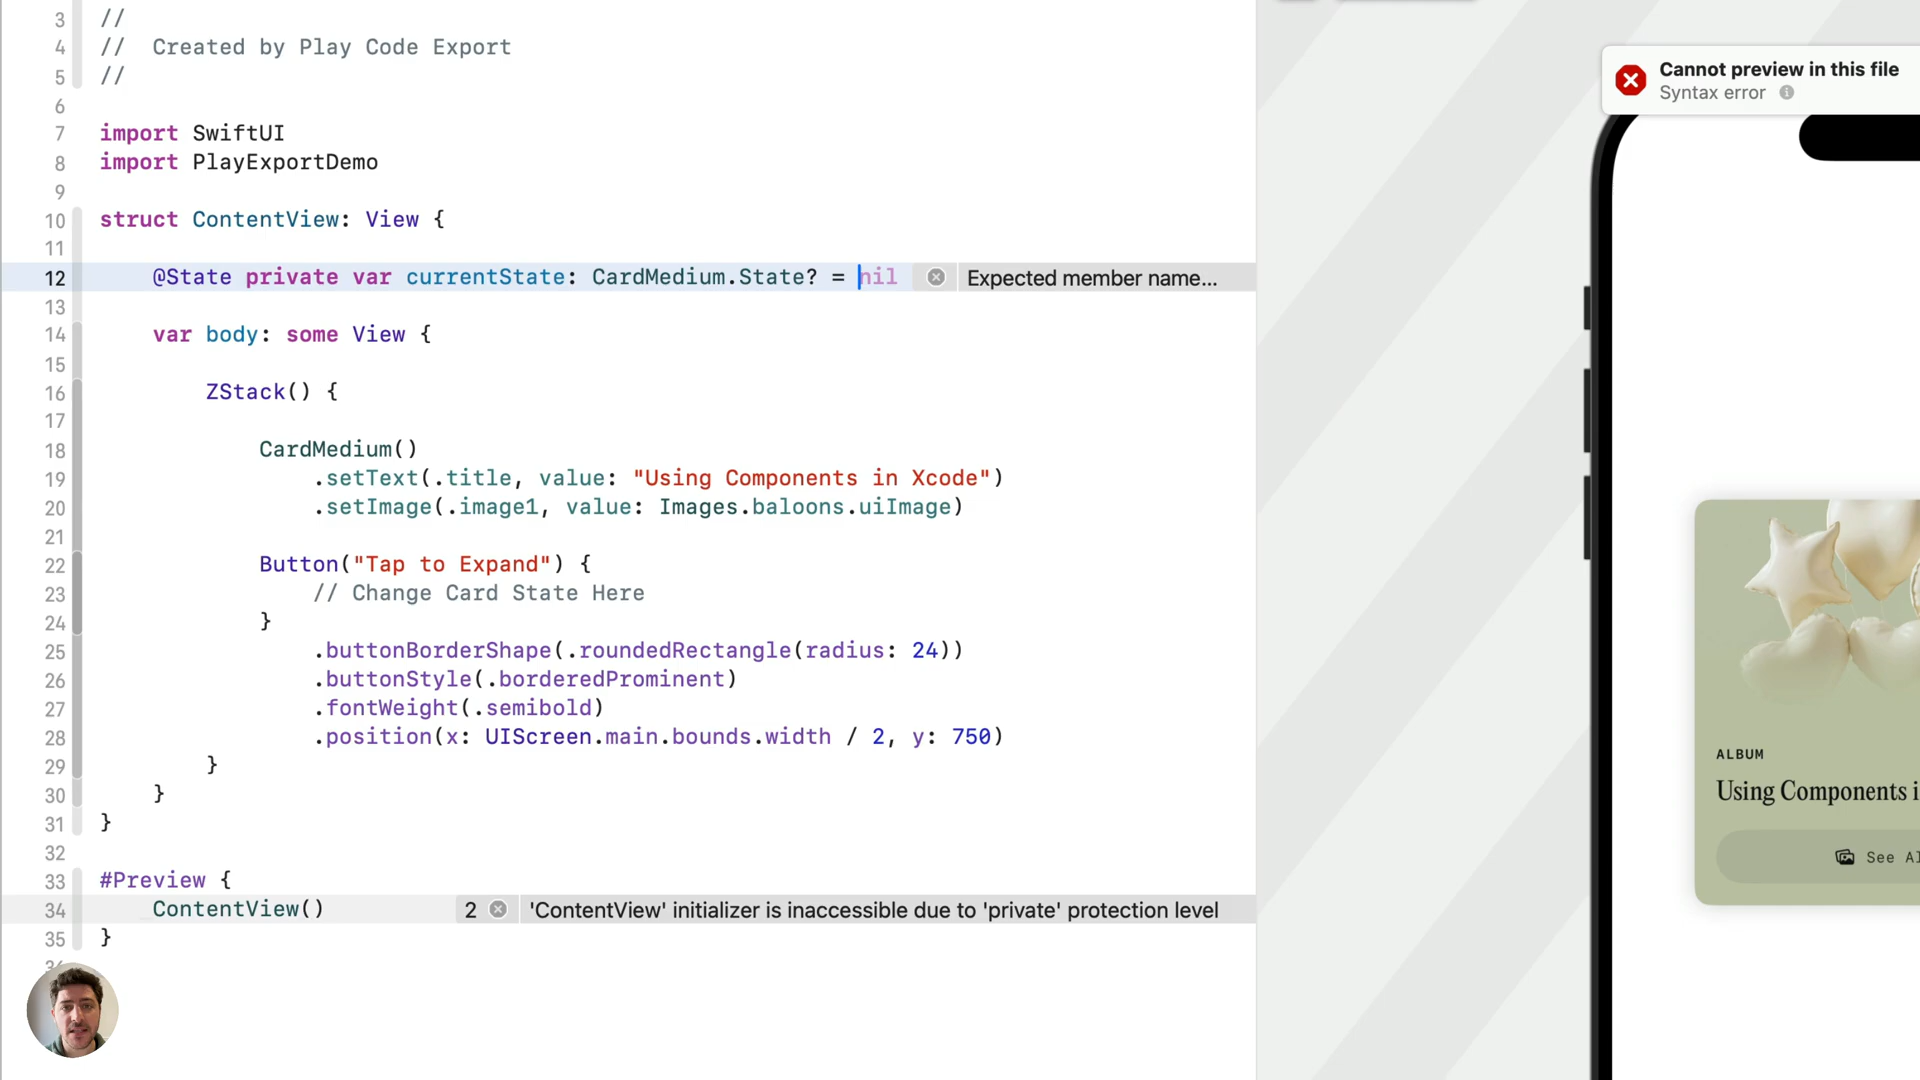 3 //
4 // Created by Play Code Export
5 //
6
7 import SwiftUI
8 import PlayExportDemo
9
10 struct ContentView: View {
11
12 @State private var currentState: CardMedium.State? = nil Expected member name...
13
14 var body: some View {
15
16 ZStack() {
17
18 CardMedium()
19 .setText(.title, value: "Using Components in Xcode")
20 .setImage(.image1, value: Images.baloons.uiImage)
21
22 Button("Tap to Expand") {
23 // Change Card State Here
24 }
25 .buttonBorderShape(.roundedRectangle(radius: 24))
26 .buttonStyle(.borderedProminent)
27 .fontWeight(.semibold)
28 .position(x: UIScreen.main.bounds.width / 2, y: 750)
29 }
30 }
31 }
32
33 #Preview {
34 ContentView() 2 'ContentView' initializer is inaccessible due to 'private' protection level
35 }
Cannot preview in this file
Syntax error
ALBUM
Using Components i
See Al